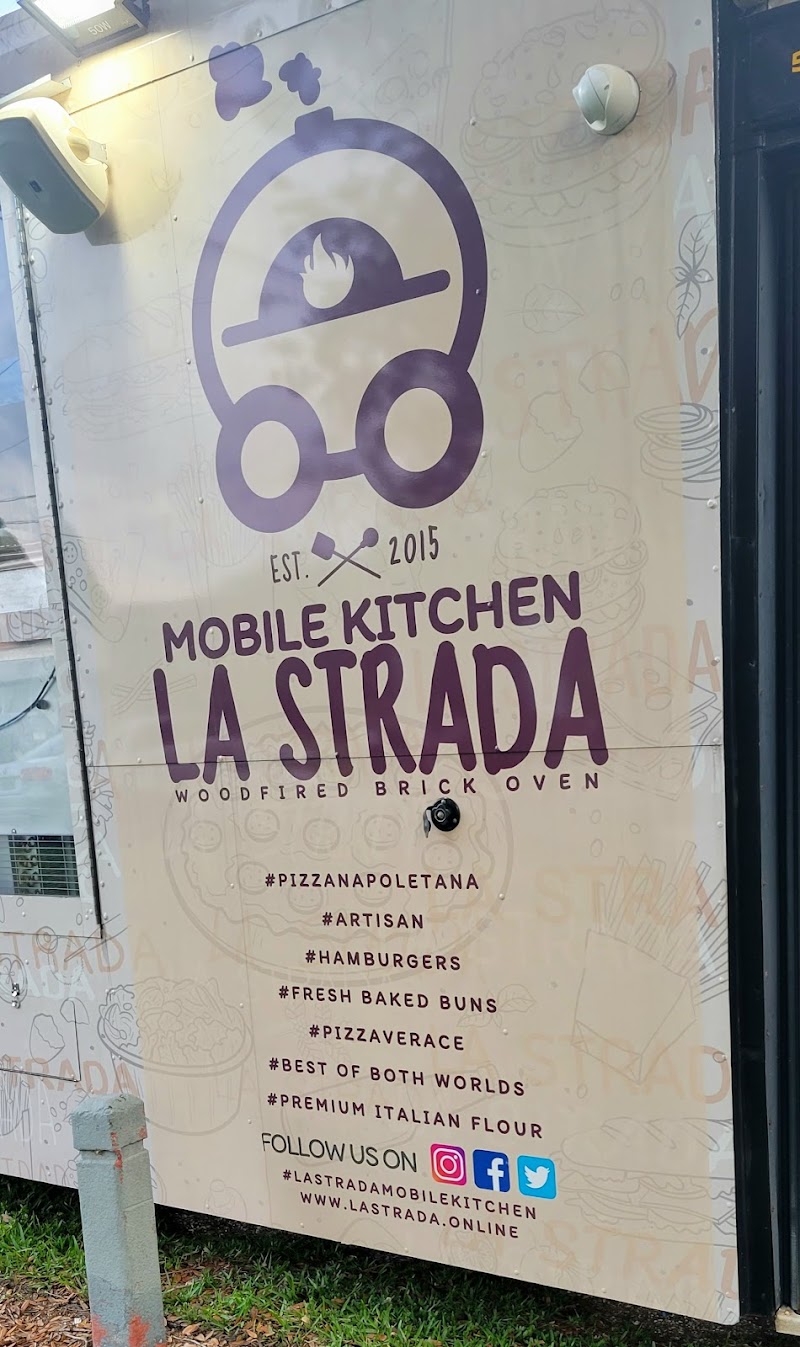 50W
EST. 2015
MOBILE KITCHEN
LA STRADA
WOODFIRED BRICK OVEN
#PIZZANAPOLETANA
#ARTISAN
#HAMBURGERS
#FRESH BAKED BUNS
#PIZZAVERACE
#BEST OF BOTH WORLDS
#PREMIUM ITALIAN FLOUR
FOLLOW US ON
#LASTRADAMOBILEKITCHEN
WWW.LASTRADA.ONLINE